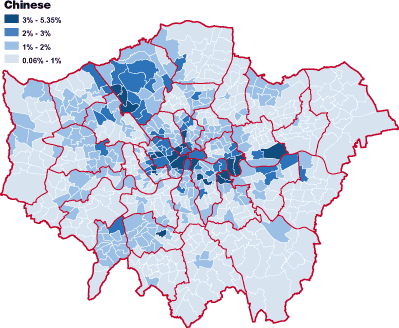 Chinese
3% - 5.35%
2% - 3%
1% - 2%
0.06% - 1%